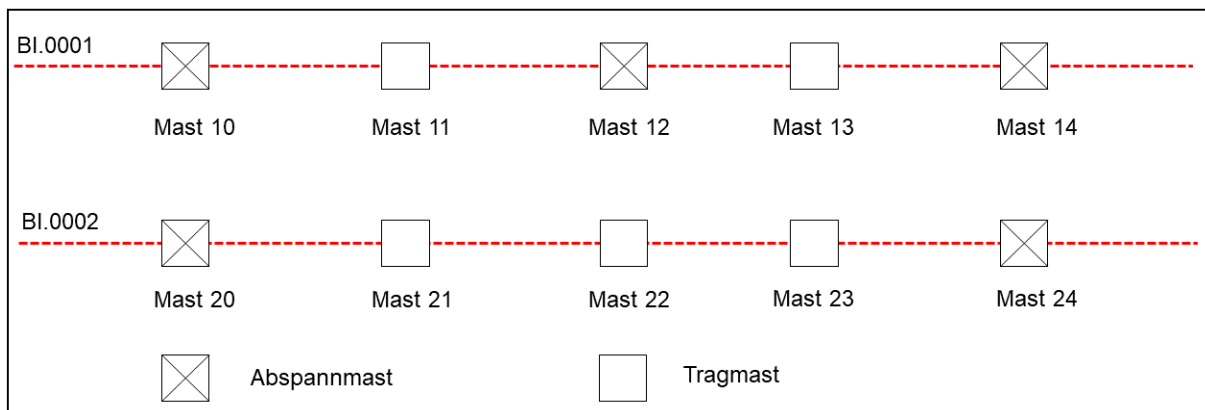 Bl.0001
Mast 10 Mast 11 Mast 12 Mast 13 Mast 14
Bl.0002
Mast 20 Mast 21 Mast 22 Mast 23 Mast 24
Abspannmast Tragmast